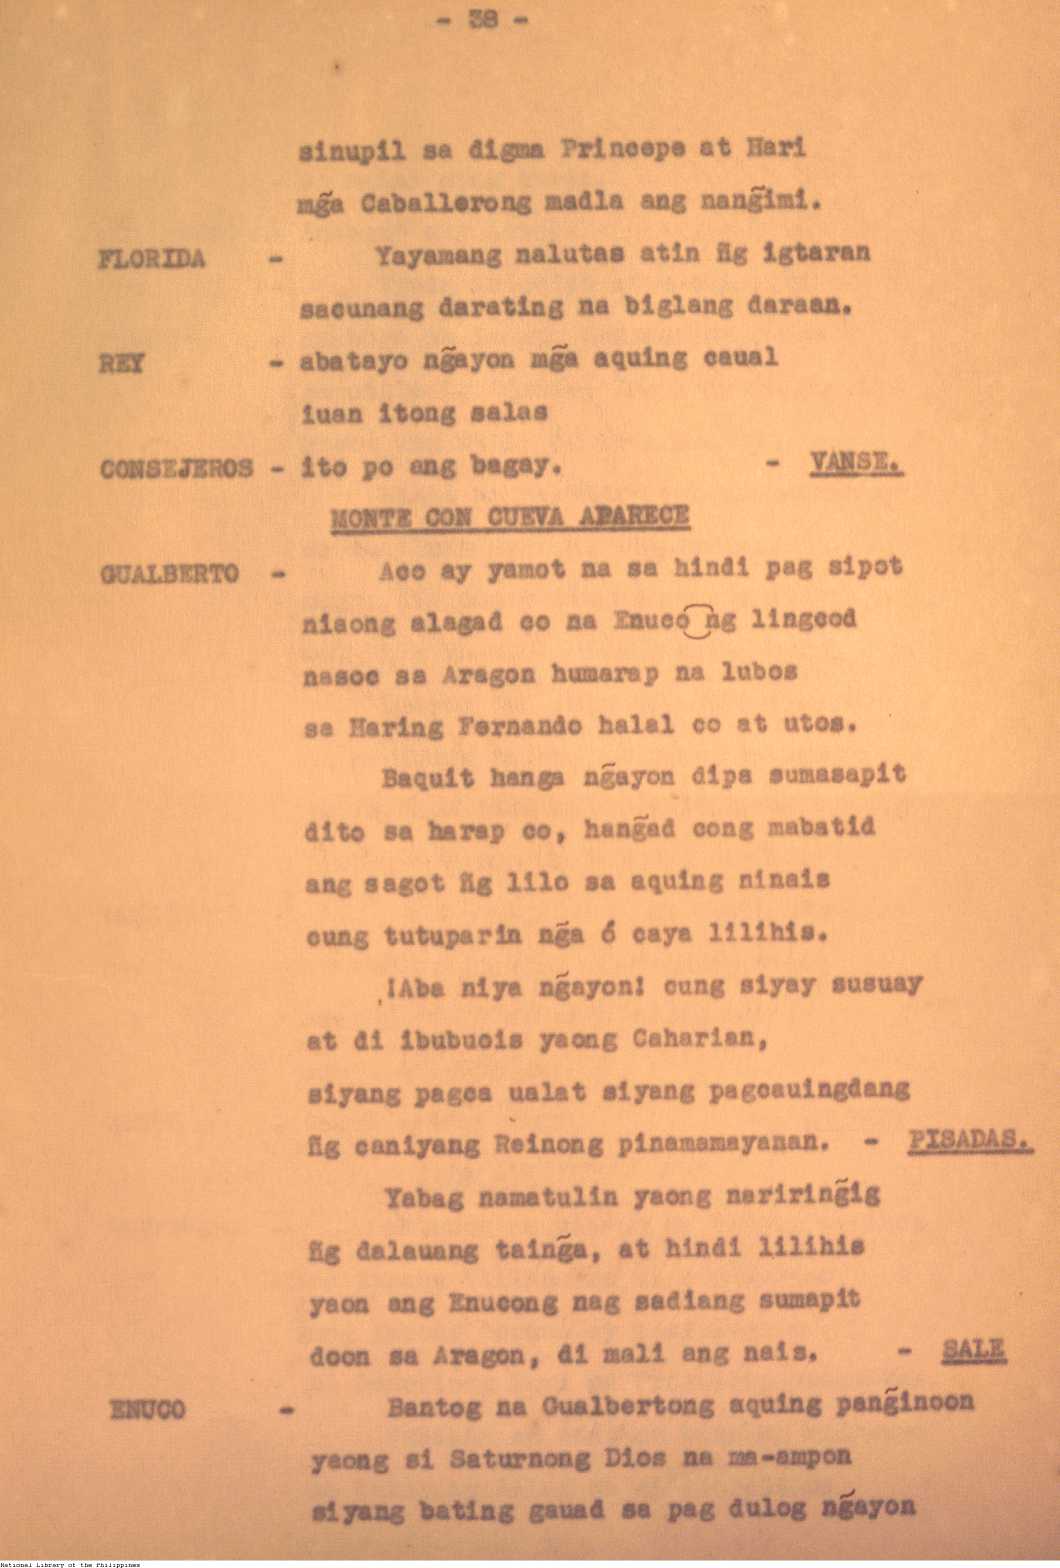 - 38 -
sinupil sa digma Princepe at Hari
mg̃a Caballerong madla ang nang̃imi.
FLORIDA - Yayamang nalutas atin ñg igtaran
sacunang darating na biglang daraan.
REY - abatayo ng̃ayon mg̃a aquing caual
iuan itong salas
CONSEJEROS - ito po ang bagay. - VANSE.
MONTE CON CUEVA APARECE
GUALBERTO - Aco ay yamot na sa hindi pag sipot
niaong alagad co na Enuco ng lingcod
nasoc sa Aragon humarap na lubos
sa Haring Fernando halal co at utos.
Baquit hanga ng̃ayon dipa sumasapit
dito sa harap co, hang̃ad cong mabatid
ang sagot ñg lilo sa aquing ninais
cung tutuparin ng̃a ó caya lilihis.
¡Aba niya ng̃ayon! cung siyay susuay
at di ibubuois yaong Caharian,
siyang pagca ualat siyang pagcauingdang
ñg caniyang Reinong pinamamayanan. - PISADAS.
Yabag namatulin yaong nariring̃ig
ñg dalauang taing̃a, at hindi lilihis
yaon ang Enucong nag sadiang sumapit
doon sa Aragon, di mali ang nais. - SALE
ENUCO - Bantog na Gualbertong aquing pang̃inoon
yaong si Saturnong Dios na ma-ampon
siyang bating gauad sa pag dulog ng̃ayon
National Library of the Philippines